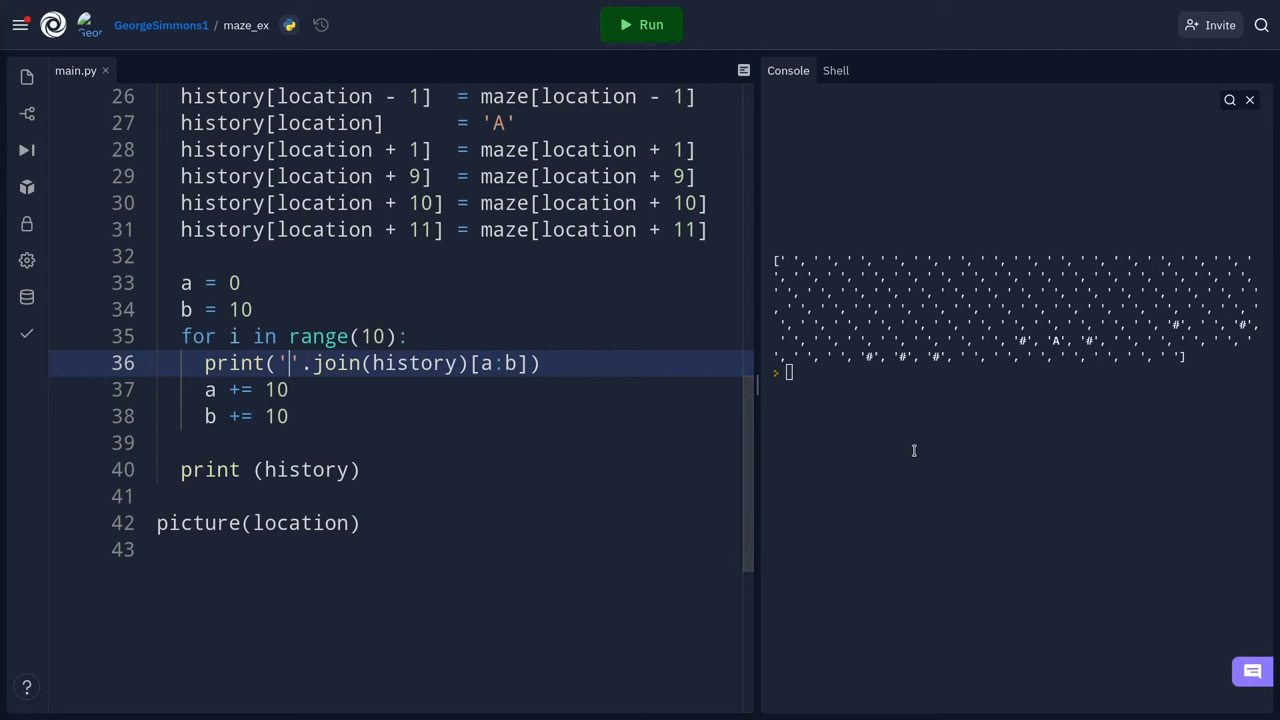 GeorgeSimmons1 / maze_ex
Run
Invite
main.py
Console
Shell
26 history[location - 1] = maze[location - 1]
27 history[location] = 'A'
28 history[location + 1] = maze[location + 1]
29 history[location + 9] = maze[location + 9]
30 history[location + 10] = maze[location + 10]
31 history[location + 11] = maze[location + 11]
32
33 a = 0
34 b = 10
35 for i in range(10):
36 print(''.join(history)[a:b])
37 a += 10
38 b += 10
39
40 print (history)
41
42 picture(location)
43
[' ', ' ', ' ', ' ', ' ', ' ', ' ', ' ', ' ', ' ', ' ', ' ', ' ', ' ', '
', ' ', ' ', ' ', ' ', ' ', ' ', ' ', ' ', ' ', ' ', ' ', ' ', ' ', ' ',
' ', ' ', ' ', ' ', ' ', ' ', ' ', ' ', ' ', ' ', ' ', ' ', ' ', ' ', ' '
, ' ', ' ', ' ', ' ', ' ', ' ', ' ', ' ', ' ', ' ', ' ', ' ', ' ', ' ', '
 ', ' ', ' ', ' ', ' ', ' ', ' ', ' ', ' ', ' ', ' ', ' ', '#', ' ', '#',
 ' ', ' ', ' ', ' ', ' ', ' ', ' ', '#', 'A', '#', ' ', ' ', ' ', ' ', '
', ' ', ' ', '#', '#', '#', ' ', ' ', ' ', ' ', ' ', ' ', ' ']